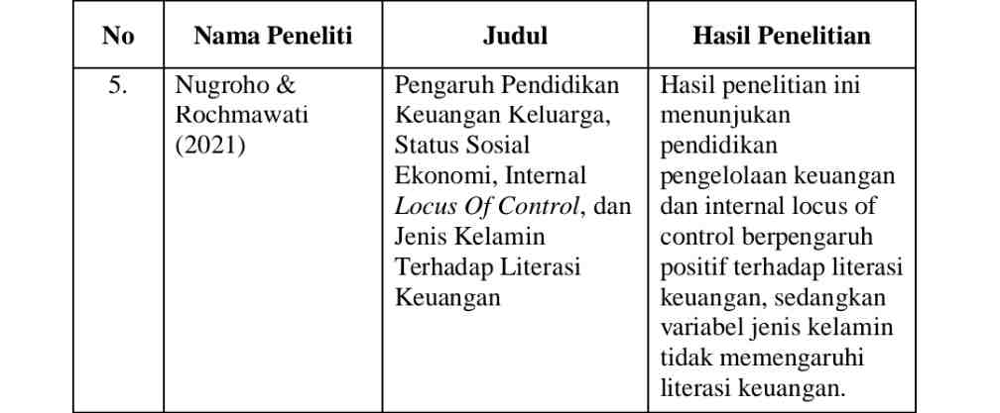 No
Nama Peneliti
Judul
Hasil Penelitian
5.
Nugroho &
Rochmawati
(2021)
Pengaruh Pendidikan
Keuangan Keluarga,
Status Sosial
Ekonomi, Internal
Locus Of Control, dan
Jenis Kelamin
Terhadap Literasi
Keuangan
Hasil penelitian ini
menunjukan
pendidikan
pengelolaan keuangan
dan internal locus of
control berpengaruh
positif terhadap literasi
keuangan, sedangkan
variabel jenis kelamin
tidak memengaruhi
literasi keuangan.